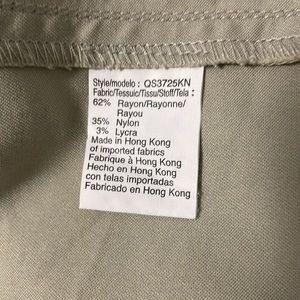 Style/modelo : QS3725KN
Fabric/Tessuic/Tissu/Stoff/Tela :
62% Rayon/Rayonne/
Rayou
35% Nylon
3% Lycra
Made in Hong Kong
of imported fabrics
Fabrique à Hong Kong
Hecho en Hong Kong
con telas importadas
Fabricado en Hong Kong